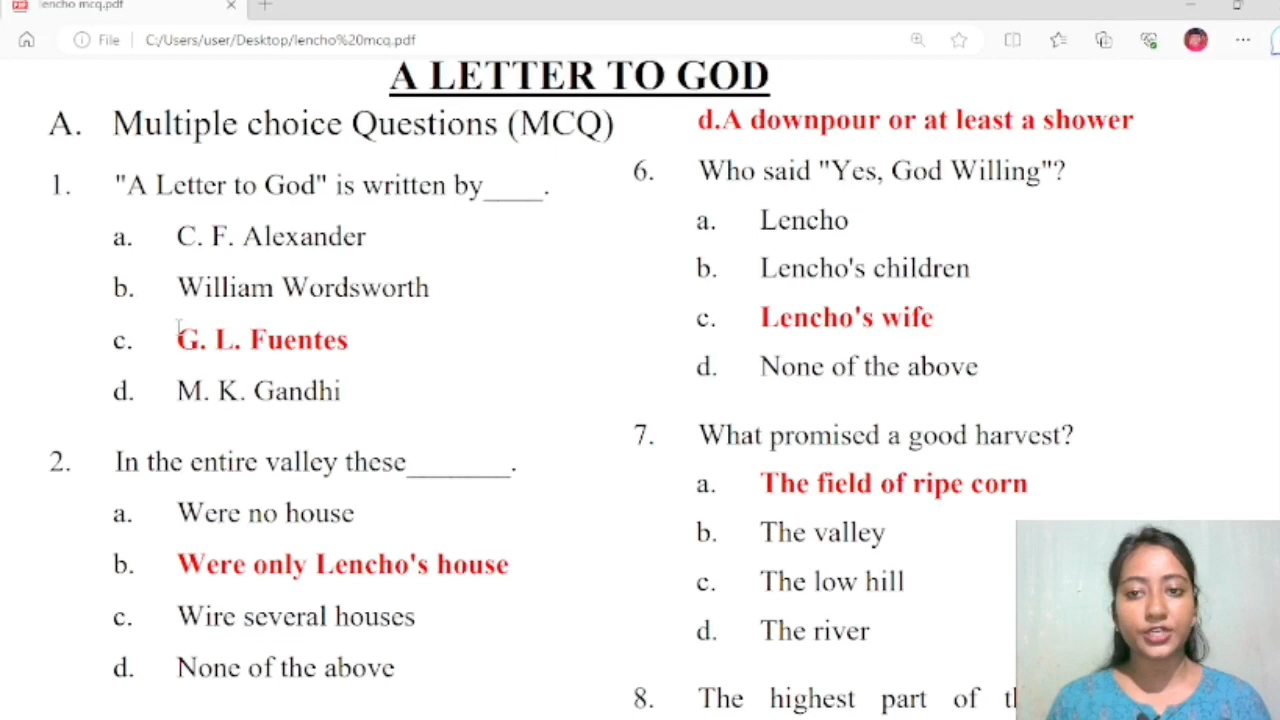 lencho mcq.pdf
File
C:/Users/user/Desktop/lencho%20mcq.pdf
A LETTER TO GOD
A. Multiple choice Questions (MCQ)
1. "A Letter to God" is written by____.
a. C. F. Alexander
b. William Wordsworth
c. G. L. Fuentes
d. M. K. Gandhi
2. In the entire valley these_______.
a. Were no house
b. Were only Lencho's house
c. Wire several houses
d. None of the above
d.A downpour or at least a shower
6. Who said "Yes, God Willing"?
a. Lencho
b. Lencho's children
c. Lencho's wife
d. None of the above
7. What promised a good harvest?
a. The field of ripe corn
b. The valley
c. The low hill
d. The river
8. The highest part of